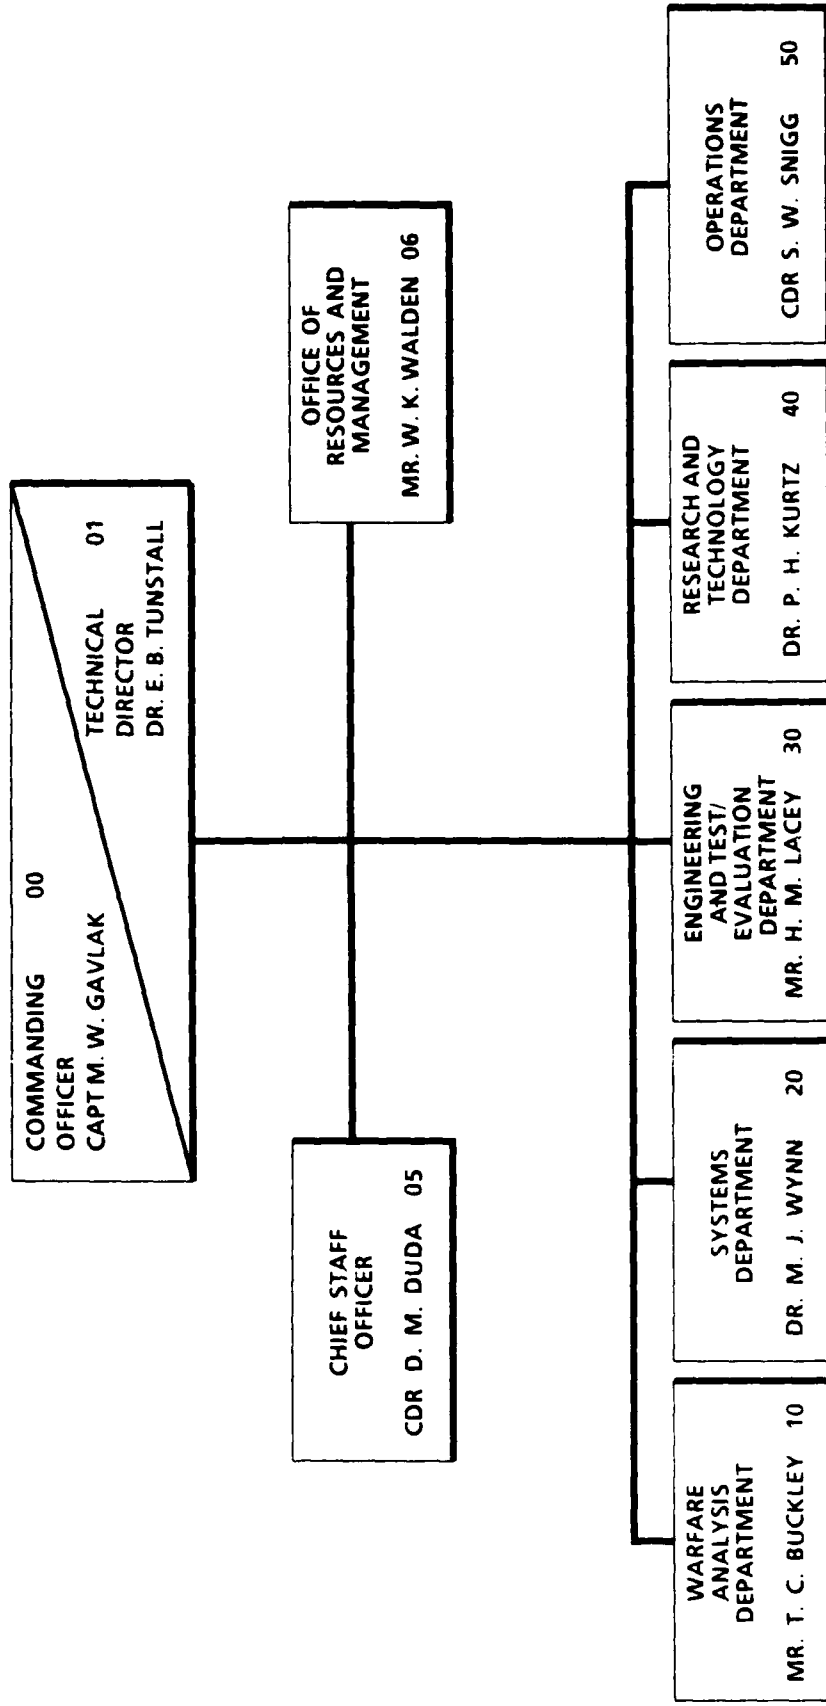 COMMANDING 00
OFFICER
CAPT M. W. GAVLAK
TECHNICAL 01
DIRECTOR
DR. E. B. TUNSTALL
CHIEF STAFF
OFFICER
CDR D. M. DUDA 05
OFFICE OF
RESOURCES AND
MANAGEMENT
MR. W. K. WALDEN 06
WARFARE
ANALYSIS
DEPARTMENT
MR. T. C. BUCKLEY 10
SYSTEMS
DEPARTMENT
DR. M. J. WYNN 20
ENGINEERING
AND TEST/
EVALUATION
DEPARTMENT
MR. H. M. LACEY 30
RESEARCH AND
TECHNOLOGY
DEPARTMENT
DR. P. H. KURTZ 40
OPERATIONS
DEPARTMENT
CDR S. W. SNIGG 50